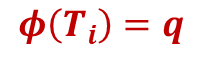 ϕ(Tᵢ) = q